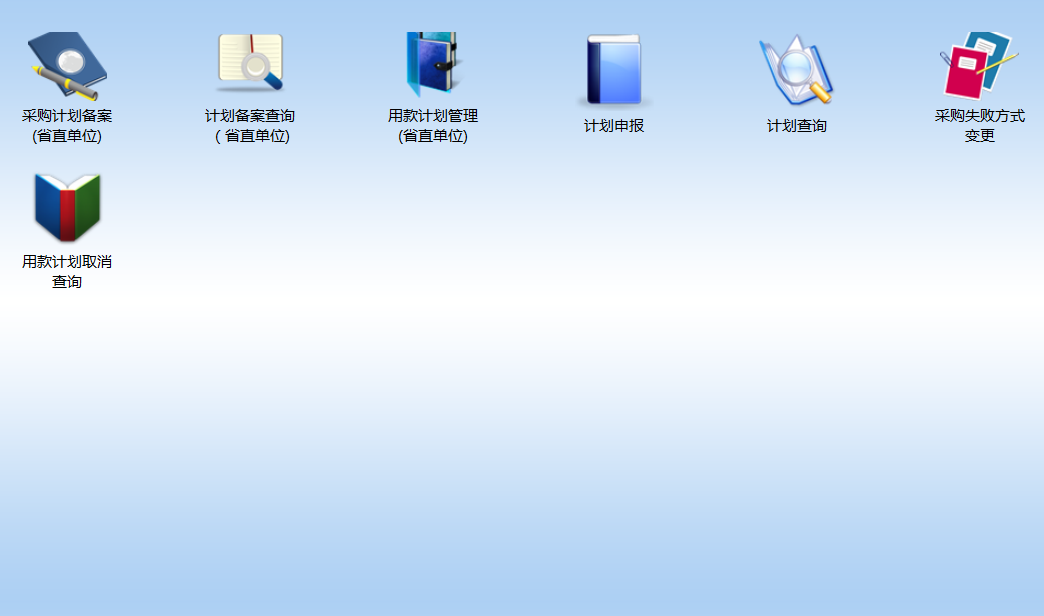 采购计划备案
(省直单位)
计划备案查询
( 省直单位)
用款计划管理
(省直单位)
计划申报
计划查询
采购失败方式
变更
用款计划取消
查询